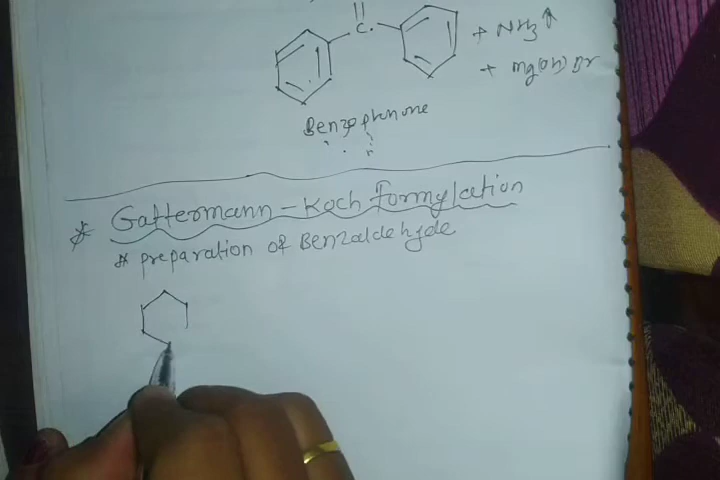 C
+ NH3 ↑
+ Mg(OH)Br
Benzophenone
* Gattermann - Koch Formylation
* preparation of Benzaldehyde